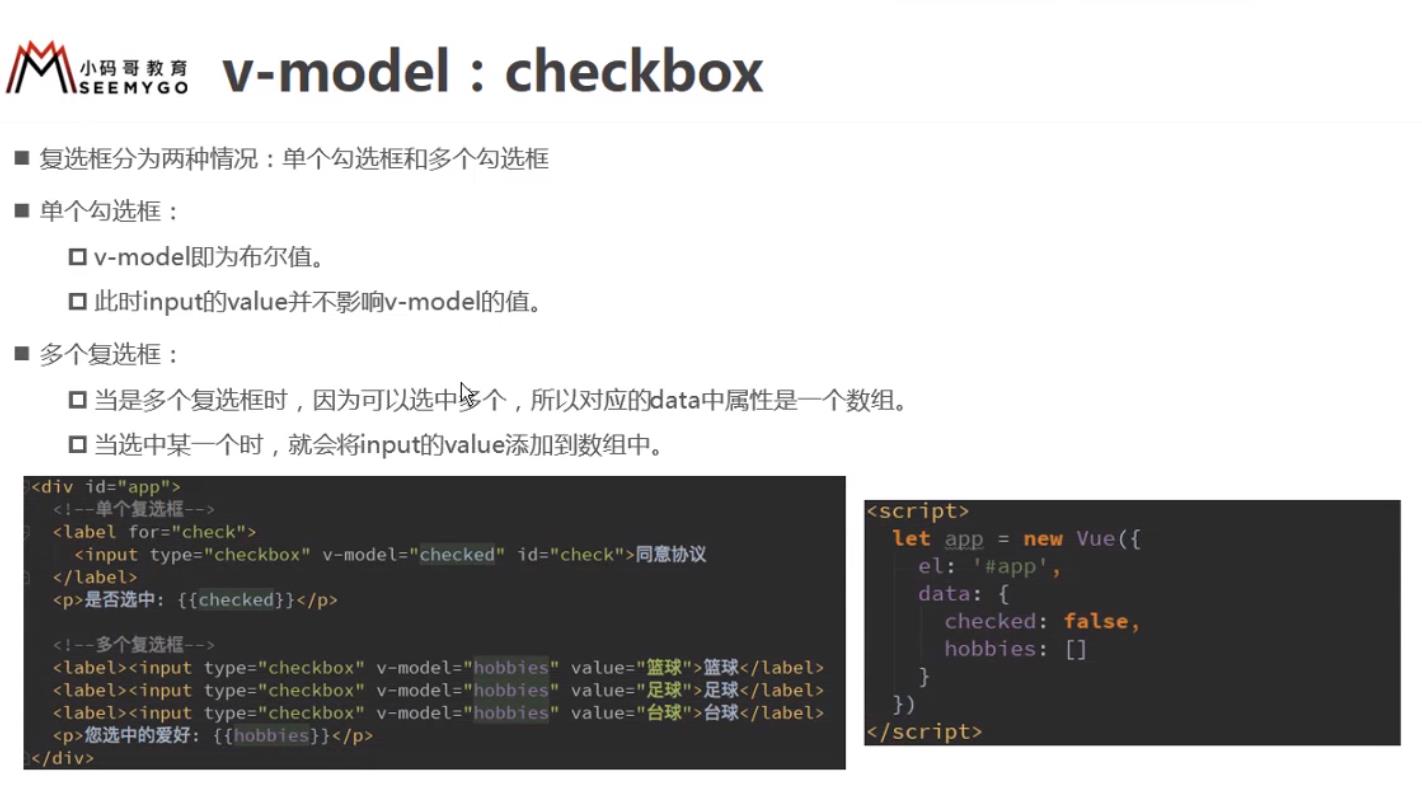 小码哥教育
SEEMYGO
v-model：checkbox
复选框分为两种情况：单个勾选框和多个勾选框
单个勾选框：
v-model即为布尔值。
此时input的value并不影响v-model的值。
多个复选框：
当是多个复选框时，因为可以选中多个，所以对应的data中属性是一个数组。
当选中某一个时，就会将input的value添加到数组中。
<div id="app">
<!--单个复选框-->
<label for="check">
<input type="checkbox" v-model="checked" id="check">同意协议
</label>
<p>是否选中: {{checked}}</p>
<!--多个复选框-->
<label><input type="checkbox" v-model="hobbies" value="篮球">篮球</label>
<label><input type="checkbox" v-model="hobbies" value="足球">足球</label>
<label><input type="checkbox" v-model="hobbies" value="台球">台球</label>
<p>您选中的爱好: {{hobbies}}</p>
</div>
<script>
let app = new Vue({
el: '#app',
data: {
checked: false,
hobbies: []
}
})
</script>